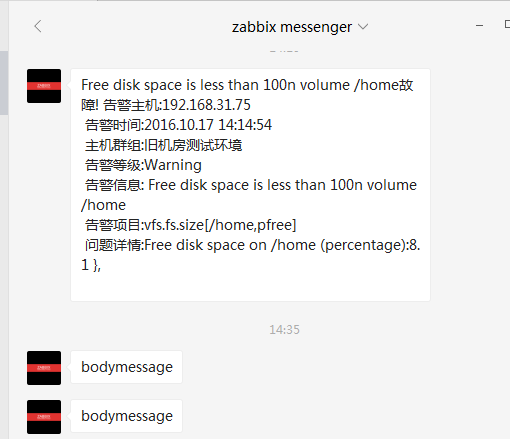 zabbix messenger
Free disk space is less than 100n volume /home故
障! 告警主机:192.168.31.75
告警时间:2016.10.17 14:14:54
主机群组:旧机房测试环境
告警等级:Warning
告警信息: Free disk space is less than 100n volume
/home
告警项目:vfs.fs.size[/home,pfree]
问题详情:Free disk space on /home (percentage):8.
1 },
14:35
bodymessage
bodymessage